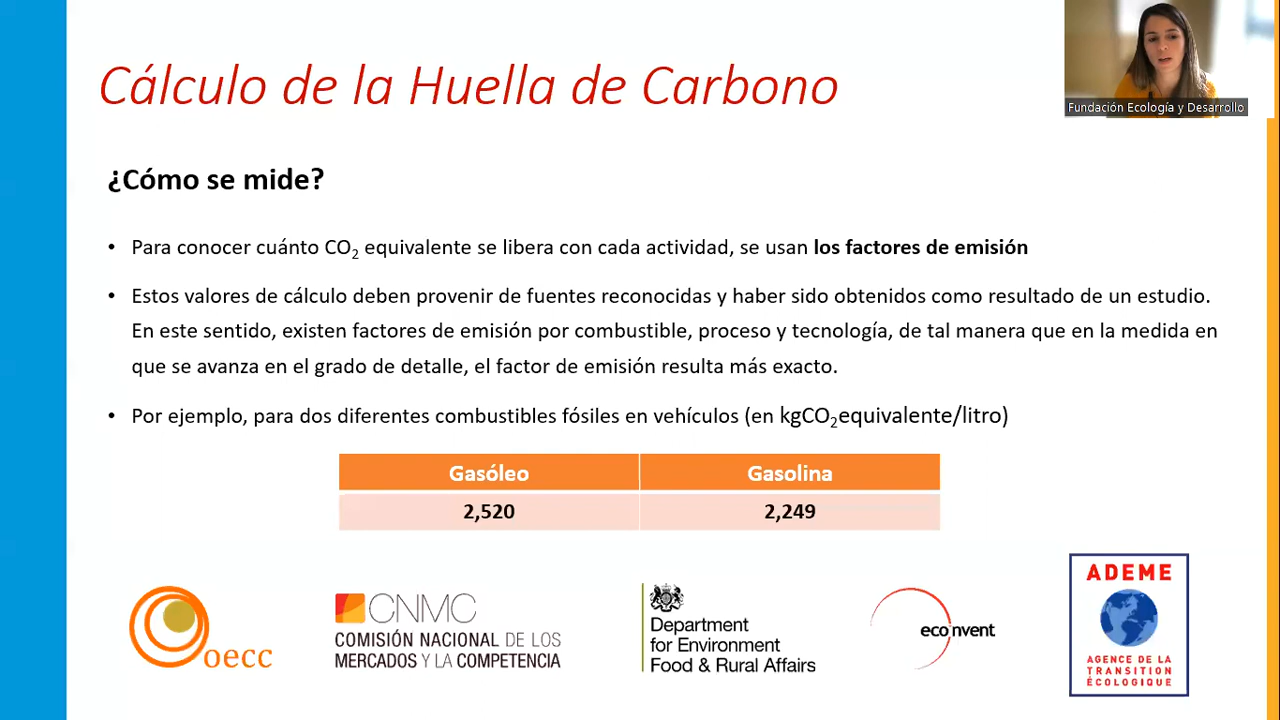 Cálculo de la Huella de Carbono
Fundación Ecología y Desarrollo
¿Cómo se mide?
• Para conocer cuánto CO₂ equivalente se libera con cada actividad, se usan los factores de emisión
• Estos valores de cálculo deben provenir de fuentes reconocidas y haber sido obtenidos como resultado de un estudio.
En este sentido, existen factores de emisión por combustible, proceso y tecnología, de tal manera que en la medida en
que se avanza en el grado de detalle, el factor de emisión resulta más exacto.
• Por ejemplo, para dos diferentes combustibles fósiles en vehículos (en kgCO₂equivalente/litro)
Gasóleo Gasolina
2,520 2,249
oecc
CNMC
COMISIÓN NACIONAL DE LOS
MERCADOS Y LA COMPETENCIA
Department
for Environment
Food & Rural Affairs
ecoinvent
ADEME
AGENCE DE LA
TRANSITION
ÉCOLOGIQUE